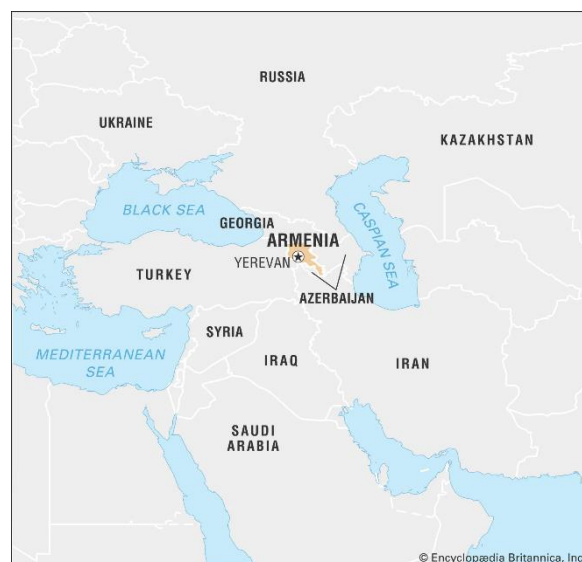 RUSSIA
UKRAINE
KAZAKHSTAN
BLACK SEA
GEORGIA
CASPIAN SEA
ARMENIA
YEREVAN
TURKEY
AZERBAIJAN
SYRIA
MEDITERRANEAN
SEA
IRAQ
IRAN
SAUDI
ARABIA
© Encyclopædia Britannica, Inc.